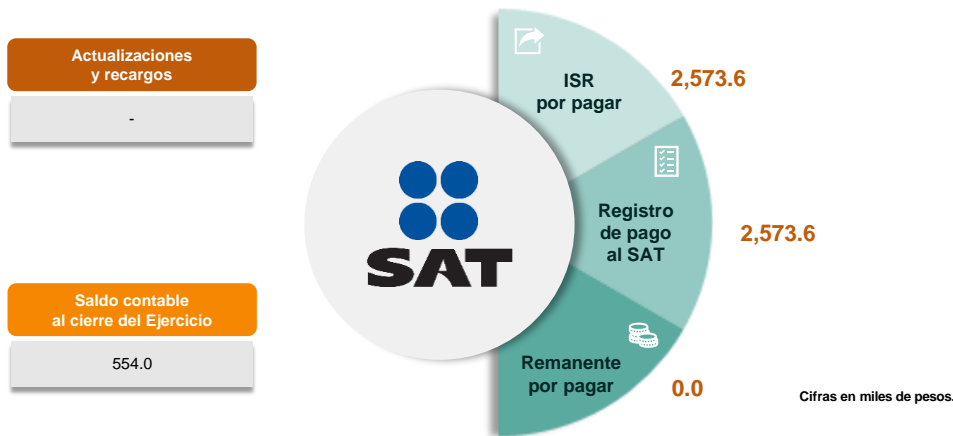 Actualizaciones
y recargos
-
Saldo contable
al cierre del Ejercicio
554.0
SAT
ISR
por pagar
2,573.6
Registro
de pago
al SAT
2,573.6
Remanente
por pagar
0.0
Cifras en miles de pesos.